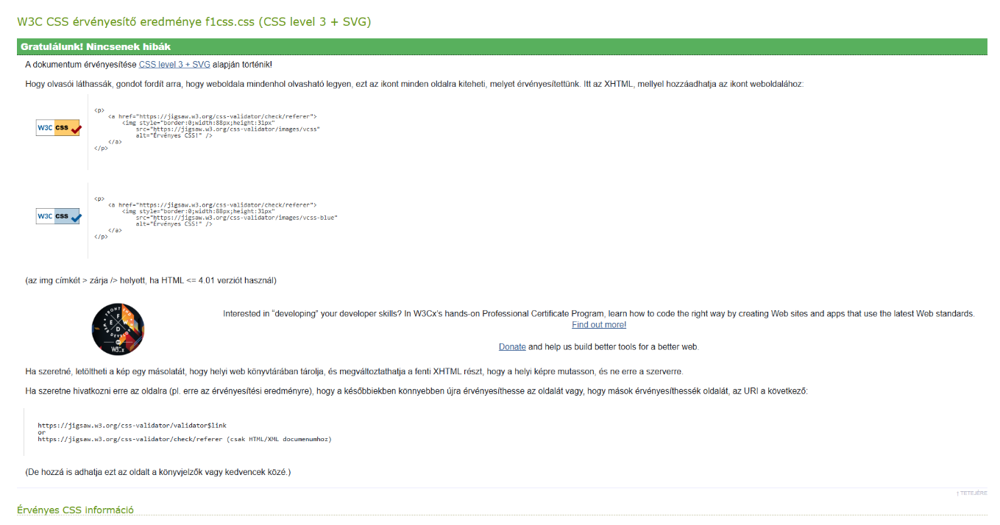 W3C CSS érvényesítő eredménye f1css.css (CSS level 3 + SVG)
Gratulálunk! Nincsenek hibák
A dokumentum érvényesítése CSS level 3 + SVG alapján történik!
Hogy olvasói láthassák, gondot fordít arra, hogy weboldala mindenhol olvasható legyen, ezt az ikont minden oldalra kiteheti, melyet érvényesítettünk. Itt az XHTML, mellyel hozzáadhatja az ikont weboldalához:
W3C css
<p>
<a href="https://jigsaw.w3.org/css-validator/check/referer">
<img style="border:0;width:88px;height:31px"
src="https://jigsaw.w3.org/css-validator/images/vcss"
alt="Érvényes CSS!" />
</a>
</p>
W3C css
<p>
<a href="https://jigsaw.w3.org/css-validator/check/referer">
<img style="border:0;width:88px;height:31px"
src="https://jigsaw.w3.org/css-validator/images/vcss-blue"
alt="Érvényes CSS!" />
</a>
</p>
(az img címkét > zárja /> helyett, ha HTML <= 4.01 verziót használ)
FRONT END
WEB DEVELOPER
F E W D
W3Cx
Interested in “developing” your developer skills? In W3Cx’s hands-on Professional Certificate Program, learn how to code the right way by creating Web sites and apps that use the latest Web standards.
Find out more!
Donate and help us build better tools for a better web.
Ha szeretné, letöltheti a kép egy másolatát, hogy helyi web könyvtárában tárolja, és megváltoztathatja a fenti XHTML részt, hogy a helyi képre mutasson, és ne erre a szerverre.
Ha szeretne hivatkozni erre az oldalra (pl. erre az érvényesítési eredményre), hogy a későbbiekben könnyebben újra érvényesíthesse az oldalát vagy, hogy mások érvényesíthessék oldalát, az URI a következő:
https://jigsaw.w3.org/css-validator/validator$link
or
https://jigsaw.w3.org/css-validator/check/referer (csak HTML/XML documenumhoz)
(De hozzá is adhatja ezt az oldalt a könyvjelzők vagy kedvencek közé.)
↑ TETEJÉRE
Érvényes CSS információ